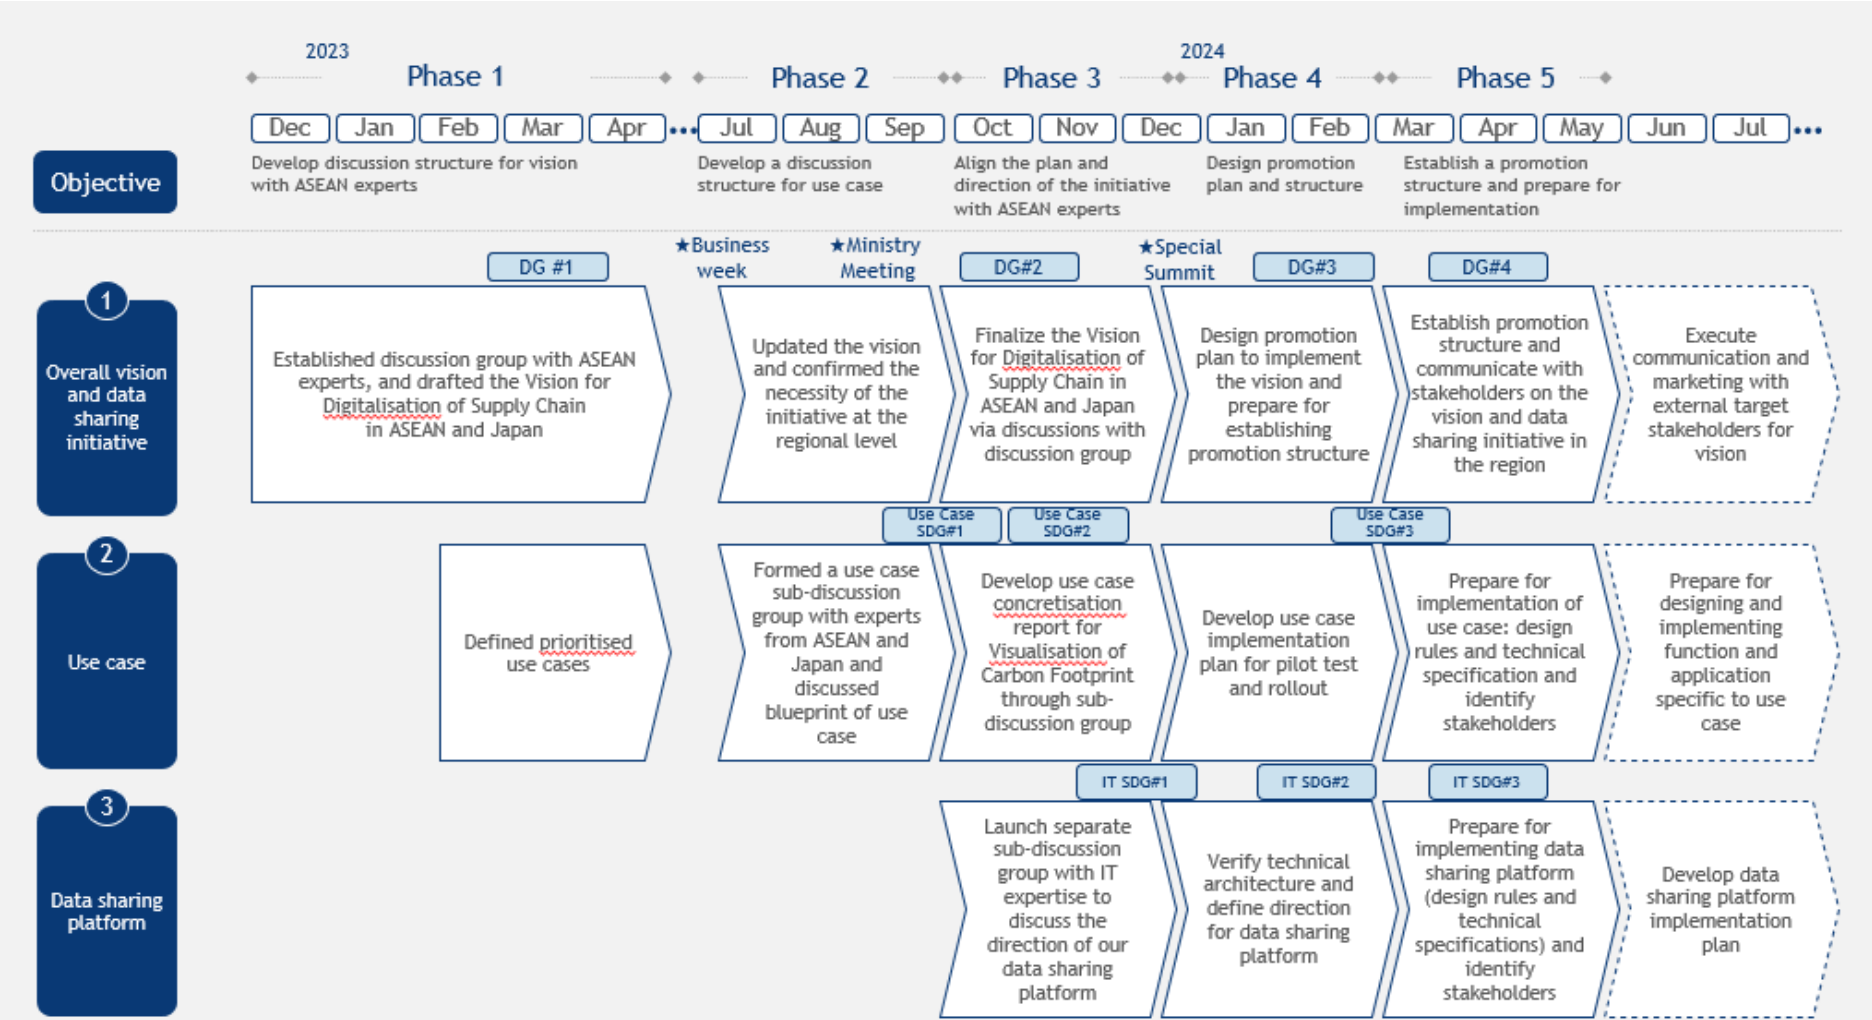 2023
2024
Phase 1
Phase 2
Phase 3
Phase 4
Phase 5
Dec
Jan
Feb
Mar
Apr
•••
Jul
Aug
Sep
Oct
Nov
Dec
Jan
Feb
Mar
Apr
May
Jun
Jul
•••
Objective
Develop discussion structure for vision
with ASEAN experts
Develop a discussion
structure for use case
Align the plan and
direction of the initiative
with ASEAN experts
Design promotion
plan and structure
Establish a promotion
structure and prepare for
implementation
★Business
week
★Ministry
Meeting
★Special
Summit
DG #1
DG#2
DG#3
DG#4
1
Overall vision
and data
sharing
initiative
Established discussion group with ASEAN
experts, and drafted the Vision for
Digitalisation of Supply Chain
in ASEAN and Japan
Updated the vision
and confirmed the
necessity of the
initiative at the
regional level
Finalize the Vision
for Digitalisation of
Supply Chain in
ASEAN and Japan
via discussions with
discussion group
Design promotion
plan to implement
the vision and
prepare for
establishing
promotion structure
Establish promotion
structure and
communicate with
stakeholders on the
vision and data
sharing initiative in
the region
Execute
communication and
marketing with
external target
stakeholders for
vision
Use Case
SDG#1
Use Case
SDG#2
Use Case
SDG#3
2
Use case
Defined prioritised
use cases
Formed a use case
sub-discussion
group with experts
from ASEAN and
Japan and
discussed
blueprint of use
case
Develop use case
concretisation
report for
Visualisation of
Carbon Footprint
through sub-
discussion group
Develop use case
implementation
plan for pilot test
and rollout
Prepare for
implementation of
use case: design
rules and technical
specification and
identify
stakeholders
Prepare for
designing and
implementing
function and
application
specific to use
case
IT SDG#1
IT SDG#2
IT SDG#3
3
Data sharing
platform
Launch separate
sub-discussion
group with IT
expertise to
discuss the
direction of our
data sharing
platform
Verify technical
architecture and
define direction
for data sharing
platform
Prepare for
implementing data
sharing platform
(design rules and
technical
specifications) and
identify
stakeholders
Develop data
sharing platform
implementation
plan